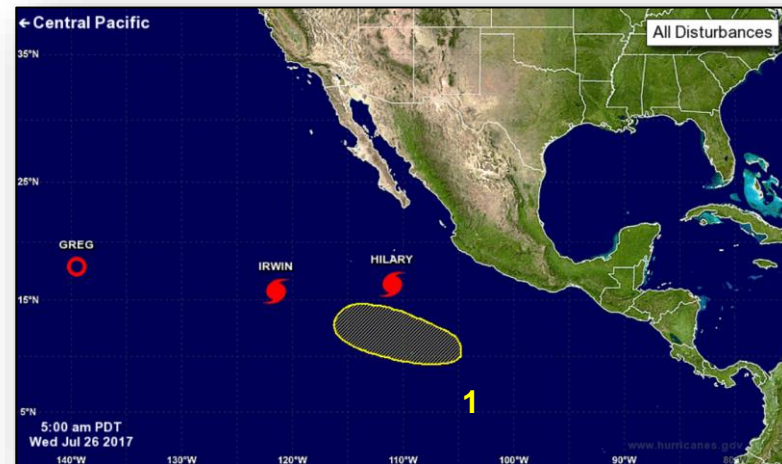 ← Central Pacific
All Disturbances
35°N
25°N
GREG
IRWIN
HILARY
15°N
1
5°N
5:00 am PDT
Wed Jul 26 2017
www.hurricanes.gov
140°W
130°W
120°W
110°W
100°W
90°W
80°W